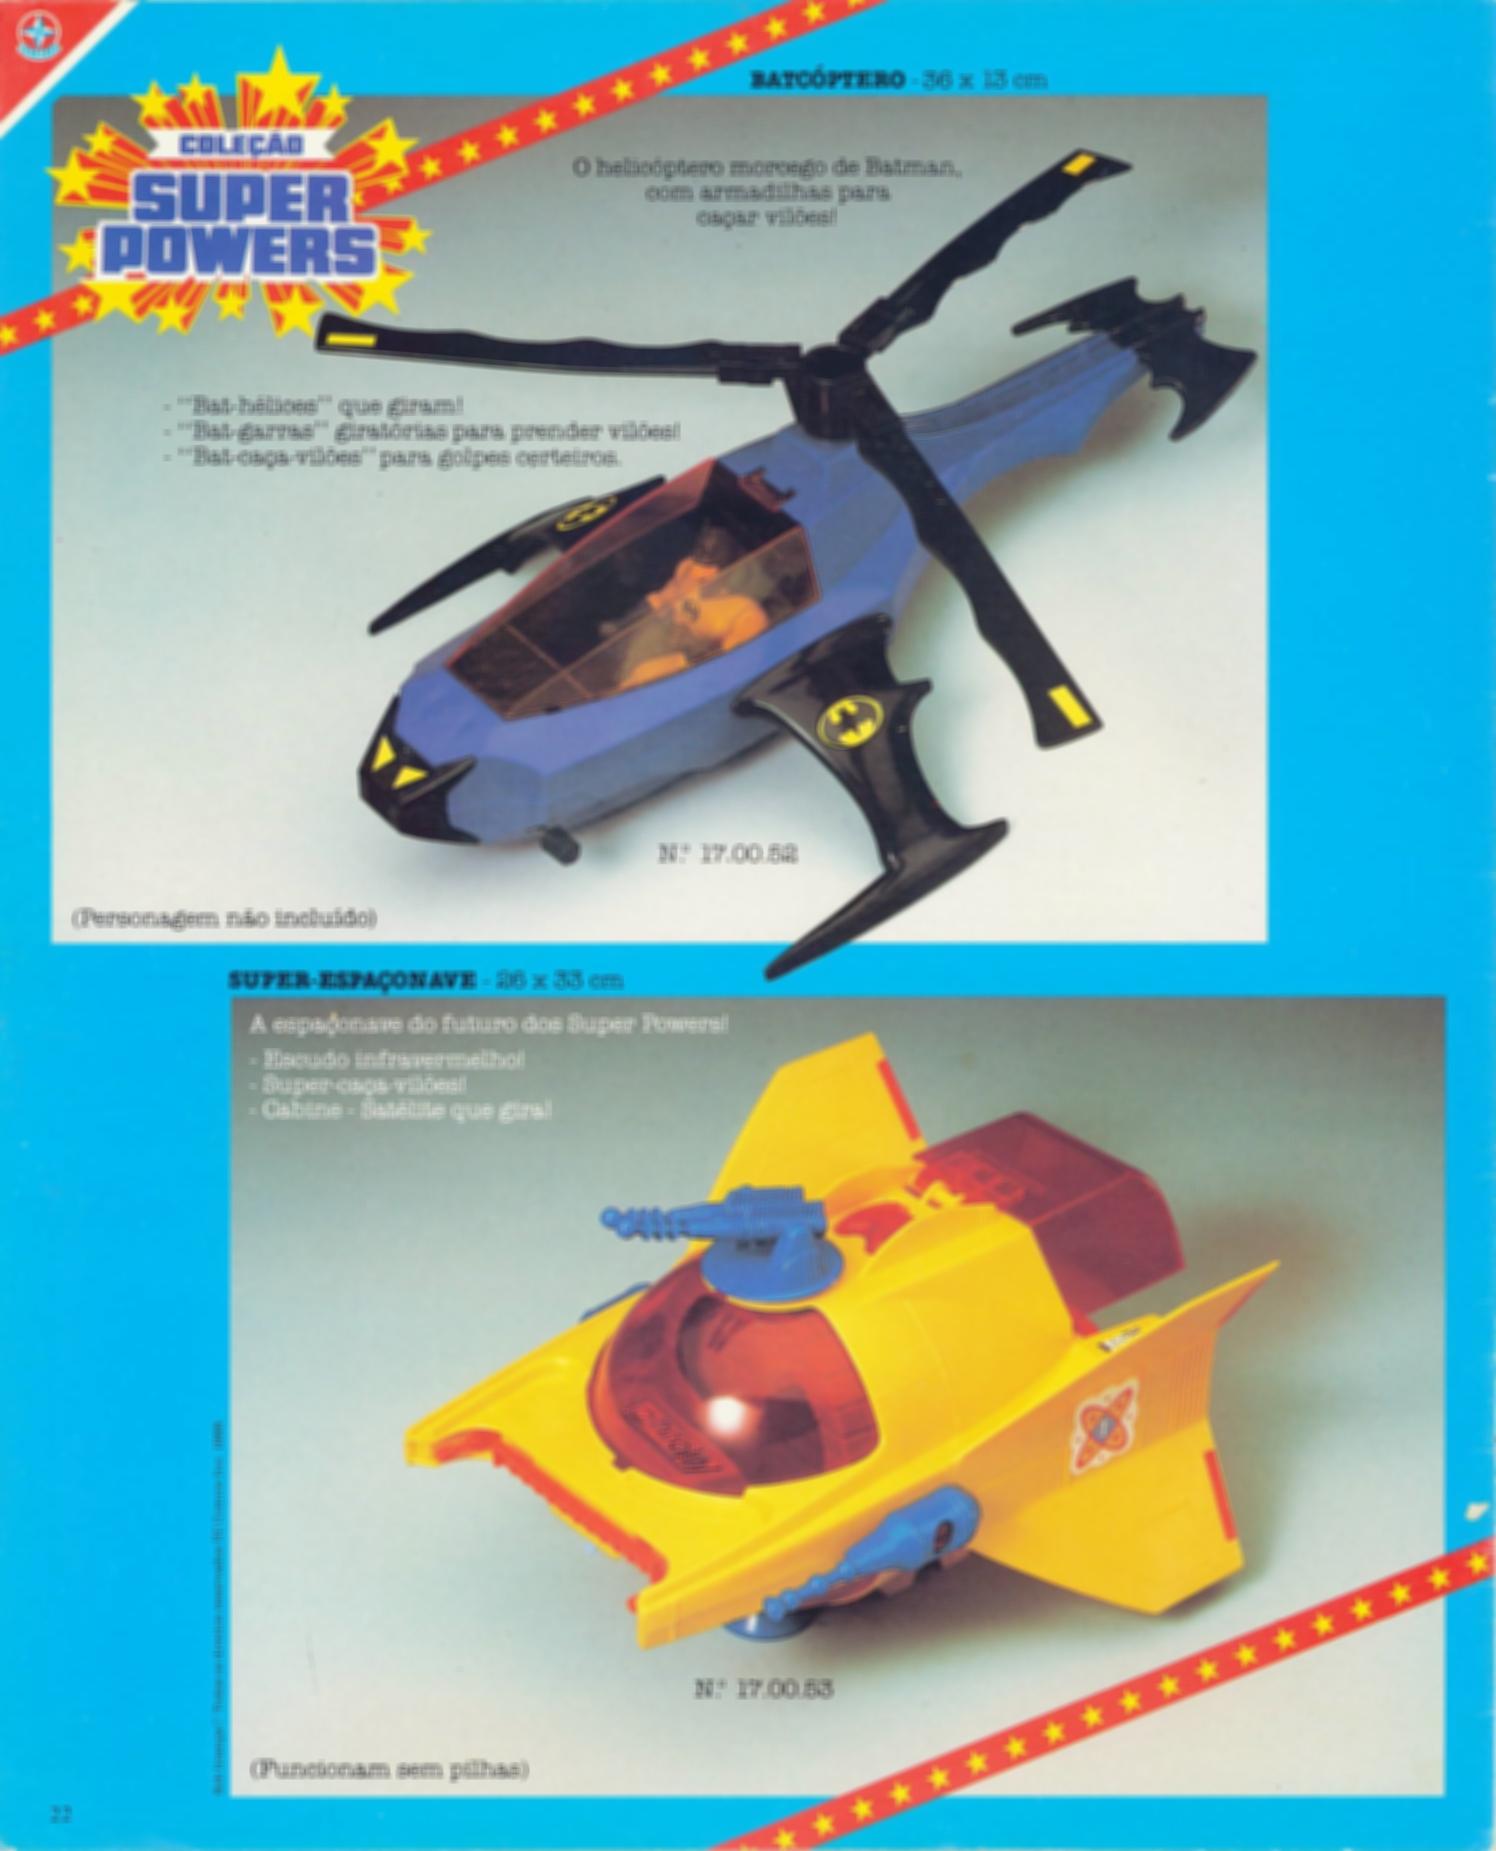 COLEÇÃO
SUPER
POWERS
BATCÓPTERO - 36 x 13 cm
O helicóptero morcego de Batman,
com armadilhas para
caçar vilões!
- "Bat-hélices" que giram!
- "Bat-garras" giratórias para prender vilões!
- "Bat-caça-vilões" para golpes certeiros.
N.º 17.00.52
(Personagem não incluído)
SUPER-ESPAÇONAVE - 26 x 33 cm
A espaçonave do futuro dos Super Powers!
- Escudo infravermelho!
- Super-caça-vilões!
- Cabine - Satélite que gira!
N.º 17.00.53
(Funcionam sem pilhas)
22